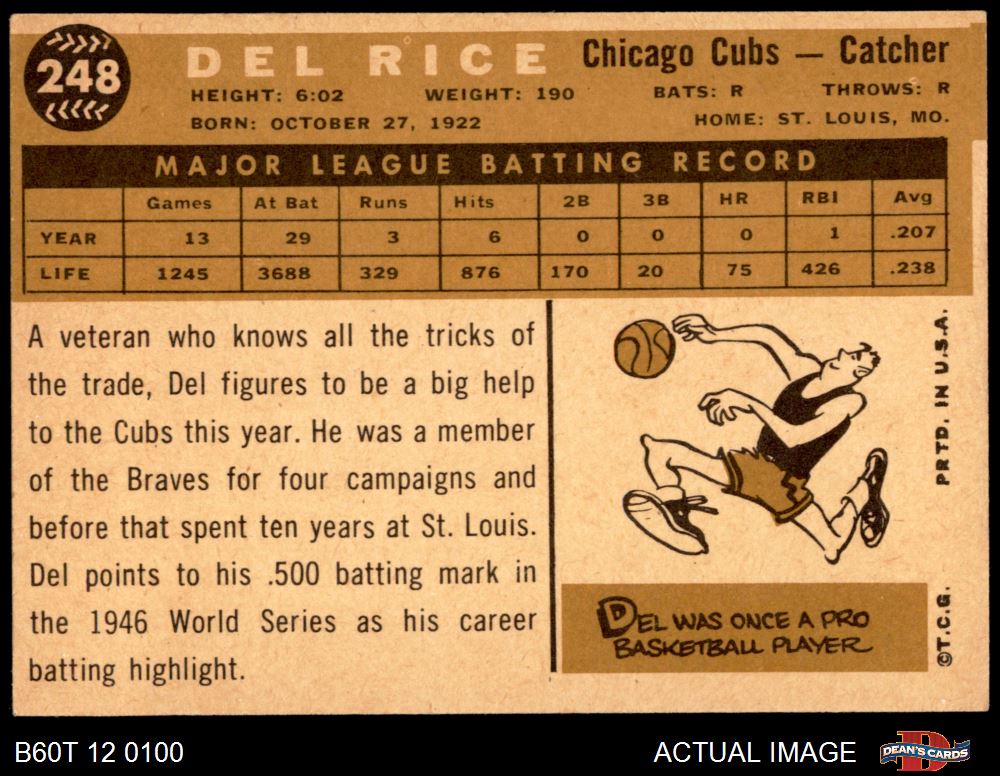 248
DEL RICE Chicago Cubs — Catcher
HEIGHT: 6:02 WEIGHT: 190 BATS: R THROWS: R
BORN: OCTOBER 27, 1922 HOME: ST. LOUIS, MO.
MAJOR LEAGUE BATTING RECORD
Games At Bat Runs Hits 2B 3B HR RBI Avg
YEAR 13 29 3 6 0 0 0 1 .207
LIFE 1245 3688 329 876 170 20 75 426 .238
A veteran who knows all the tricks of
the trade, Del figures to be a big help
to the Cubs this year. He was a member
of the Braves for four campaigns and
before that spent ten years at St. Louis.
Del points to his .500 batting mark in
the 1946 World Series as his career
batting highlight.
DEL WAS ONCE A PRO
BASKETBALL PLAYER
©T.C.G. PRTD. IN U.S.A.
B60T 12 0100 ACTUAL IMAGE DEAN'S CARDS